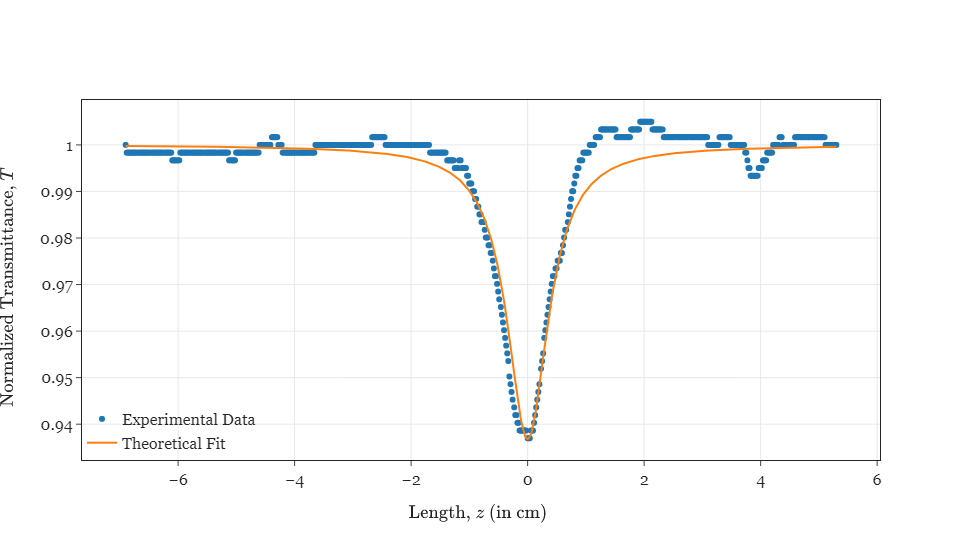 Normalized Transmittance, T
1
0.99
0.98
0.97
0.96
0.95
0.94
Experimental Data
Theoretical Fit
−6 −4 −2 0 2 4 6
Length, z (in cm)